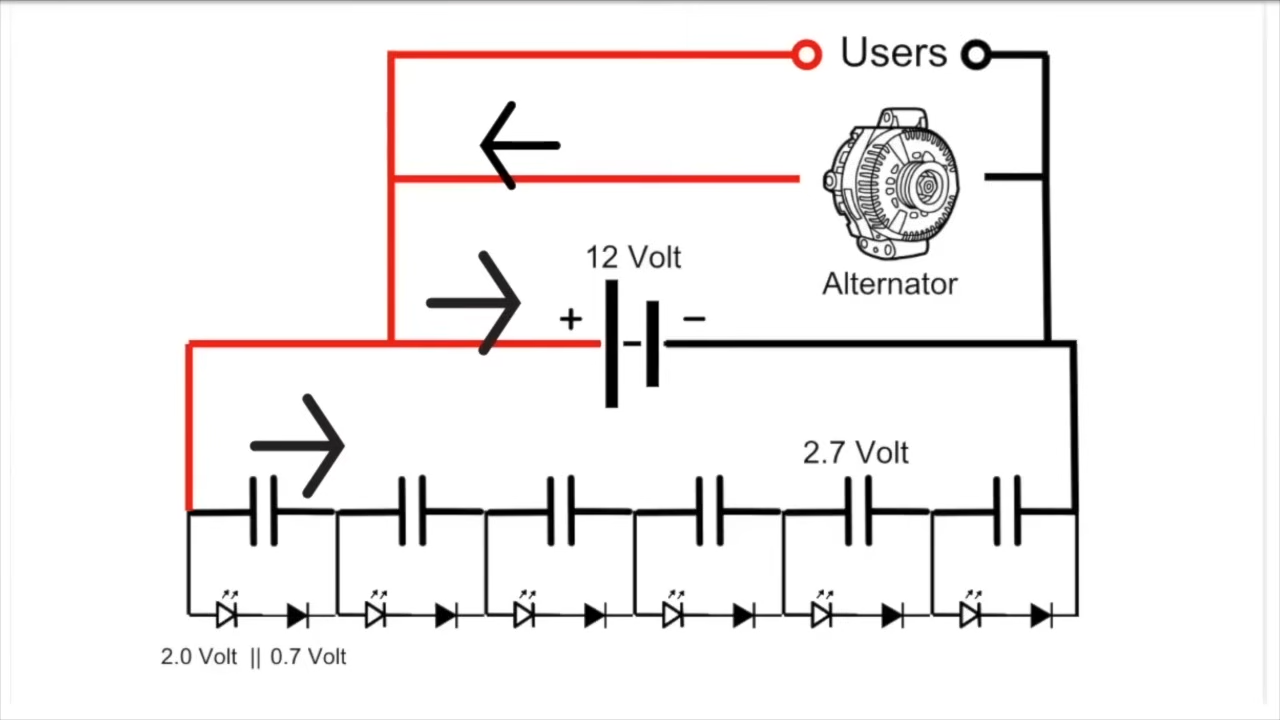 Users
Alternator
12 Volt
+ −
2.7 Volt
2.0 Volt || 0.7 Volt